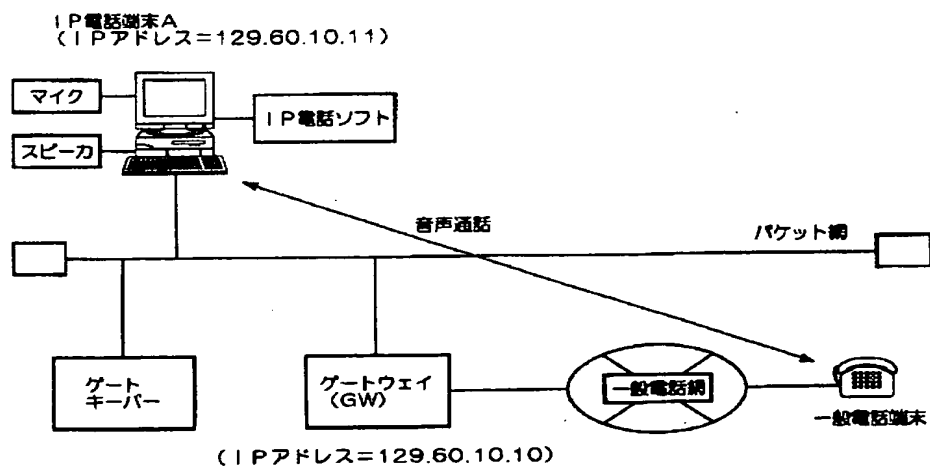 IP電話端末A
（IPアドレス＝129.60.10.11）
マイク
IP電話ソフト
スピーカ
音声通話
パケット網
ゲート
キーパー
ゲートウェイ
（GW）
一般電話網
一般電話端末
（IPアドレス＝129.60.10.10）